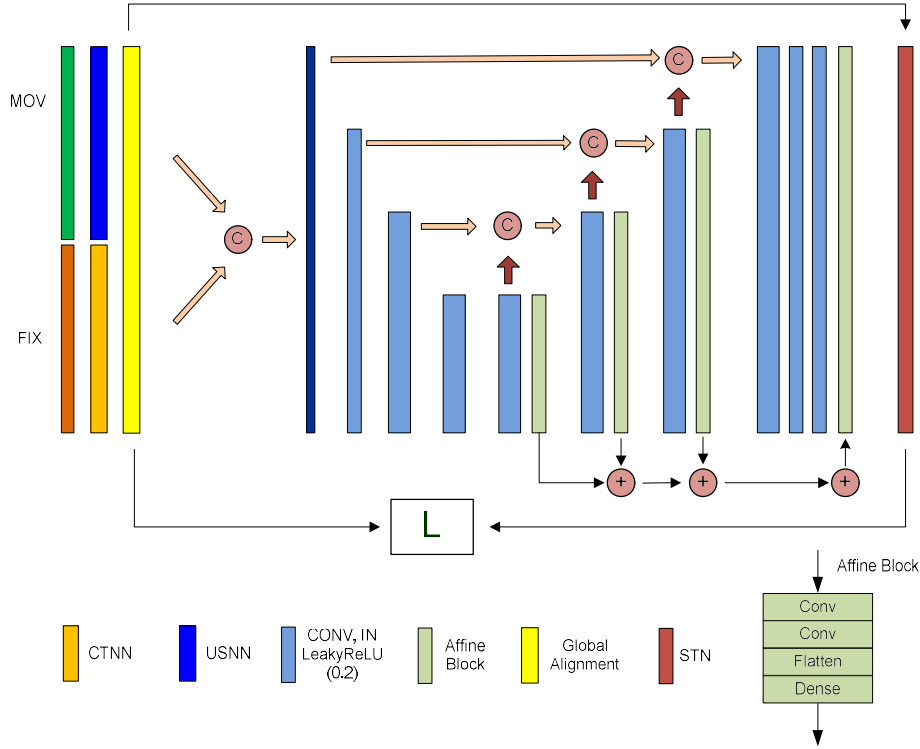 MOV
C
C
C
C
FIX
+
+
+
L
Affine Block
Conv
Conv
Flatten
Dense
CTNN
USNN
CONV, IN
LeakyReLU
(0.2)
Affine
Block
Global
Alignment
STN